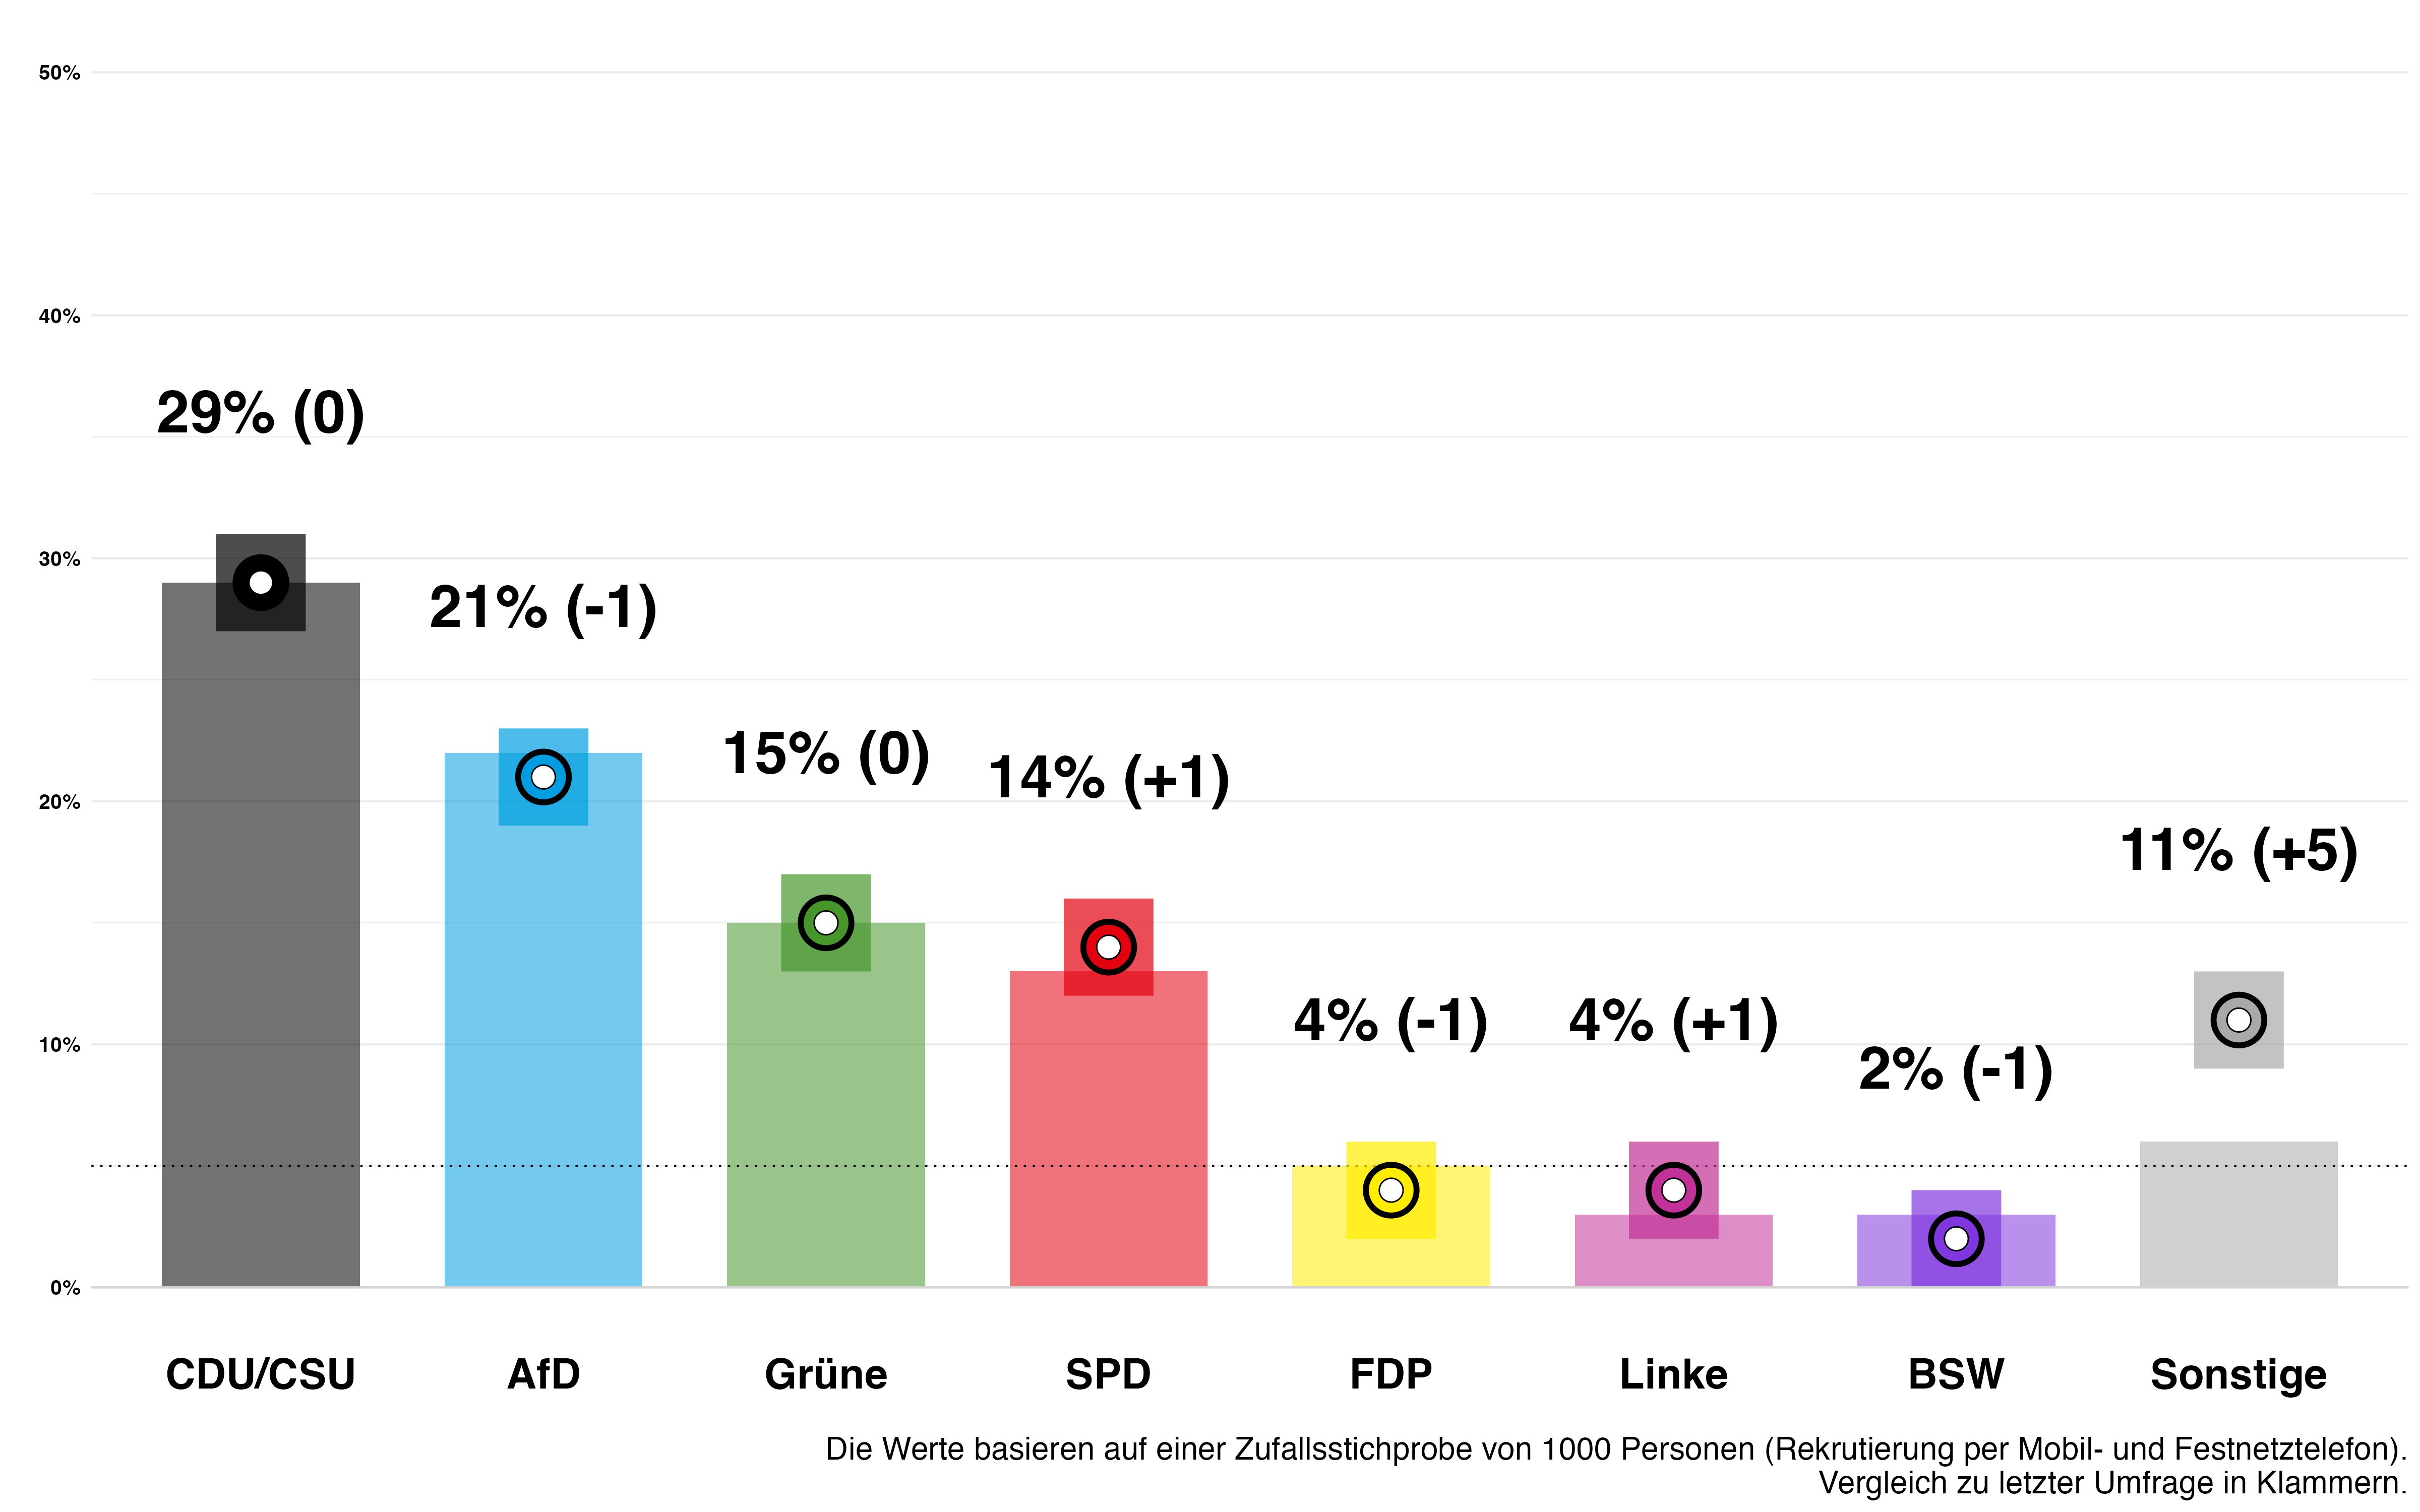 50%
40%
30%
20%
10%
0%
29% (0)
21% (-1)
15% (0)
14% (+1)
4% (-1)
4% (+1)
2% (-1)
11% (+5)
CDU/CSU
AfD
Grüne
SPD
FDP
Linke
BSW
Sonstige
Die Werte basieren auf einer Zufallsstichprobe von 1000 Personen (Rekrutierung per Mobil- und Festnetztelefon).
Vergleich zu letzter Umfrage in Klammern.